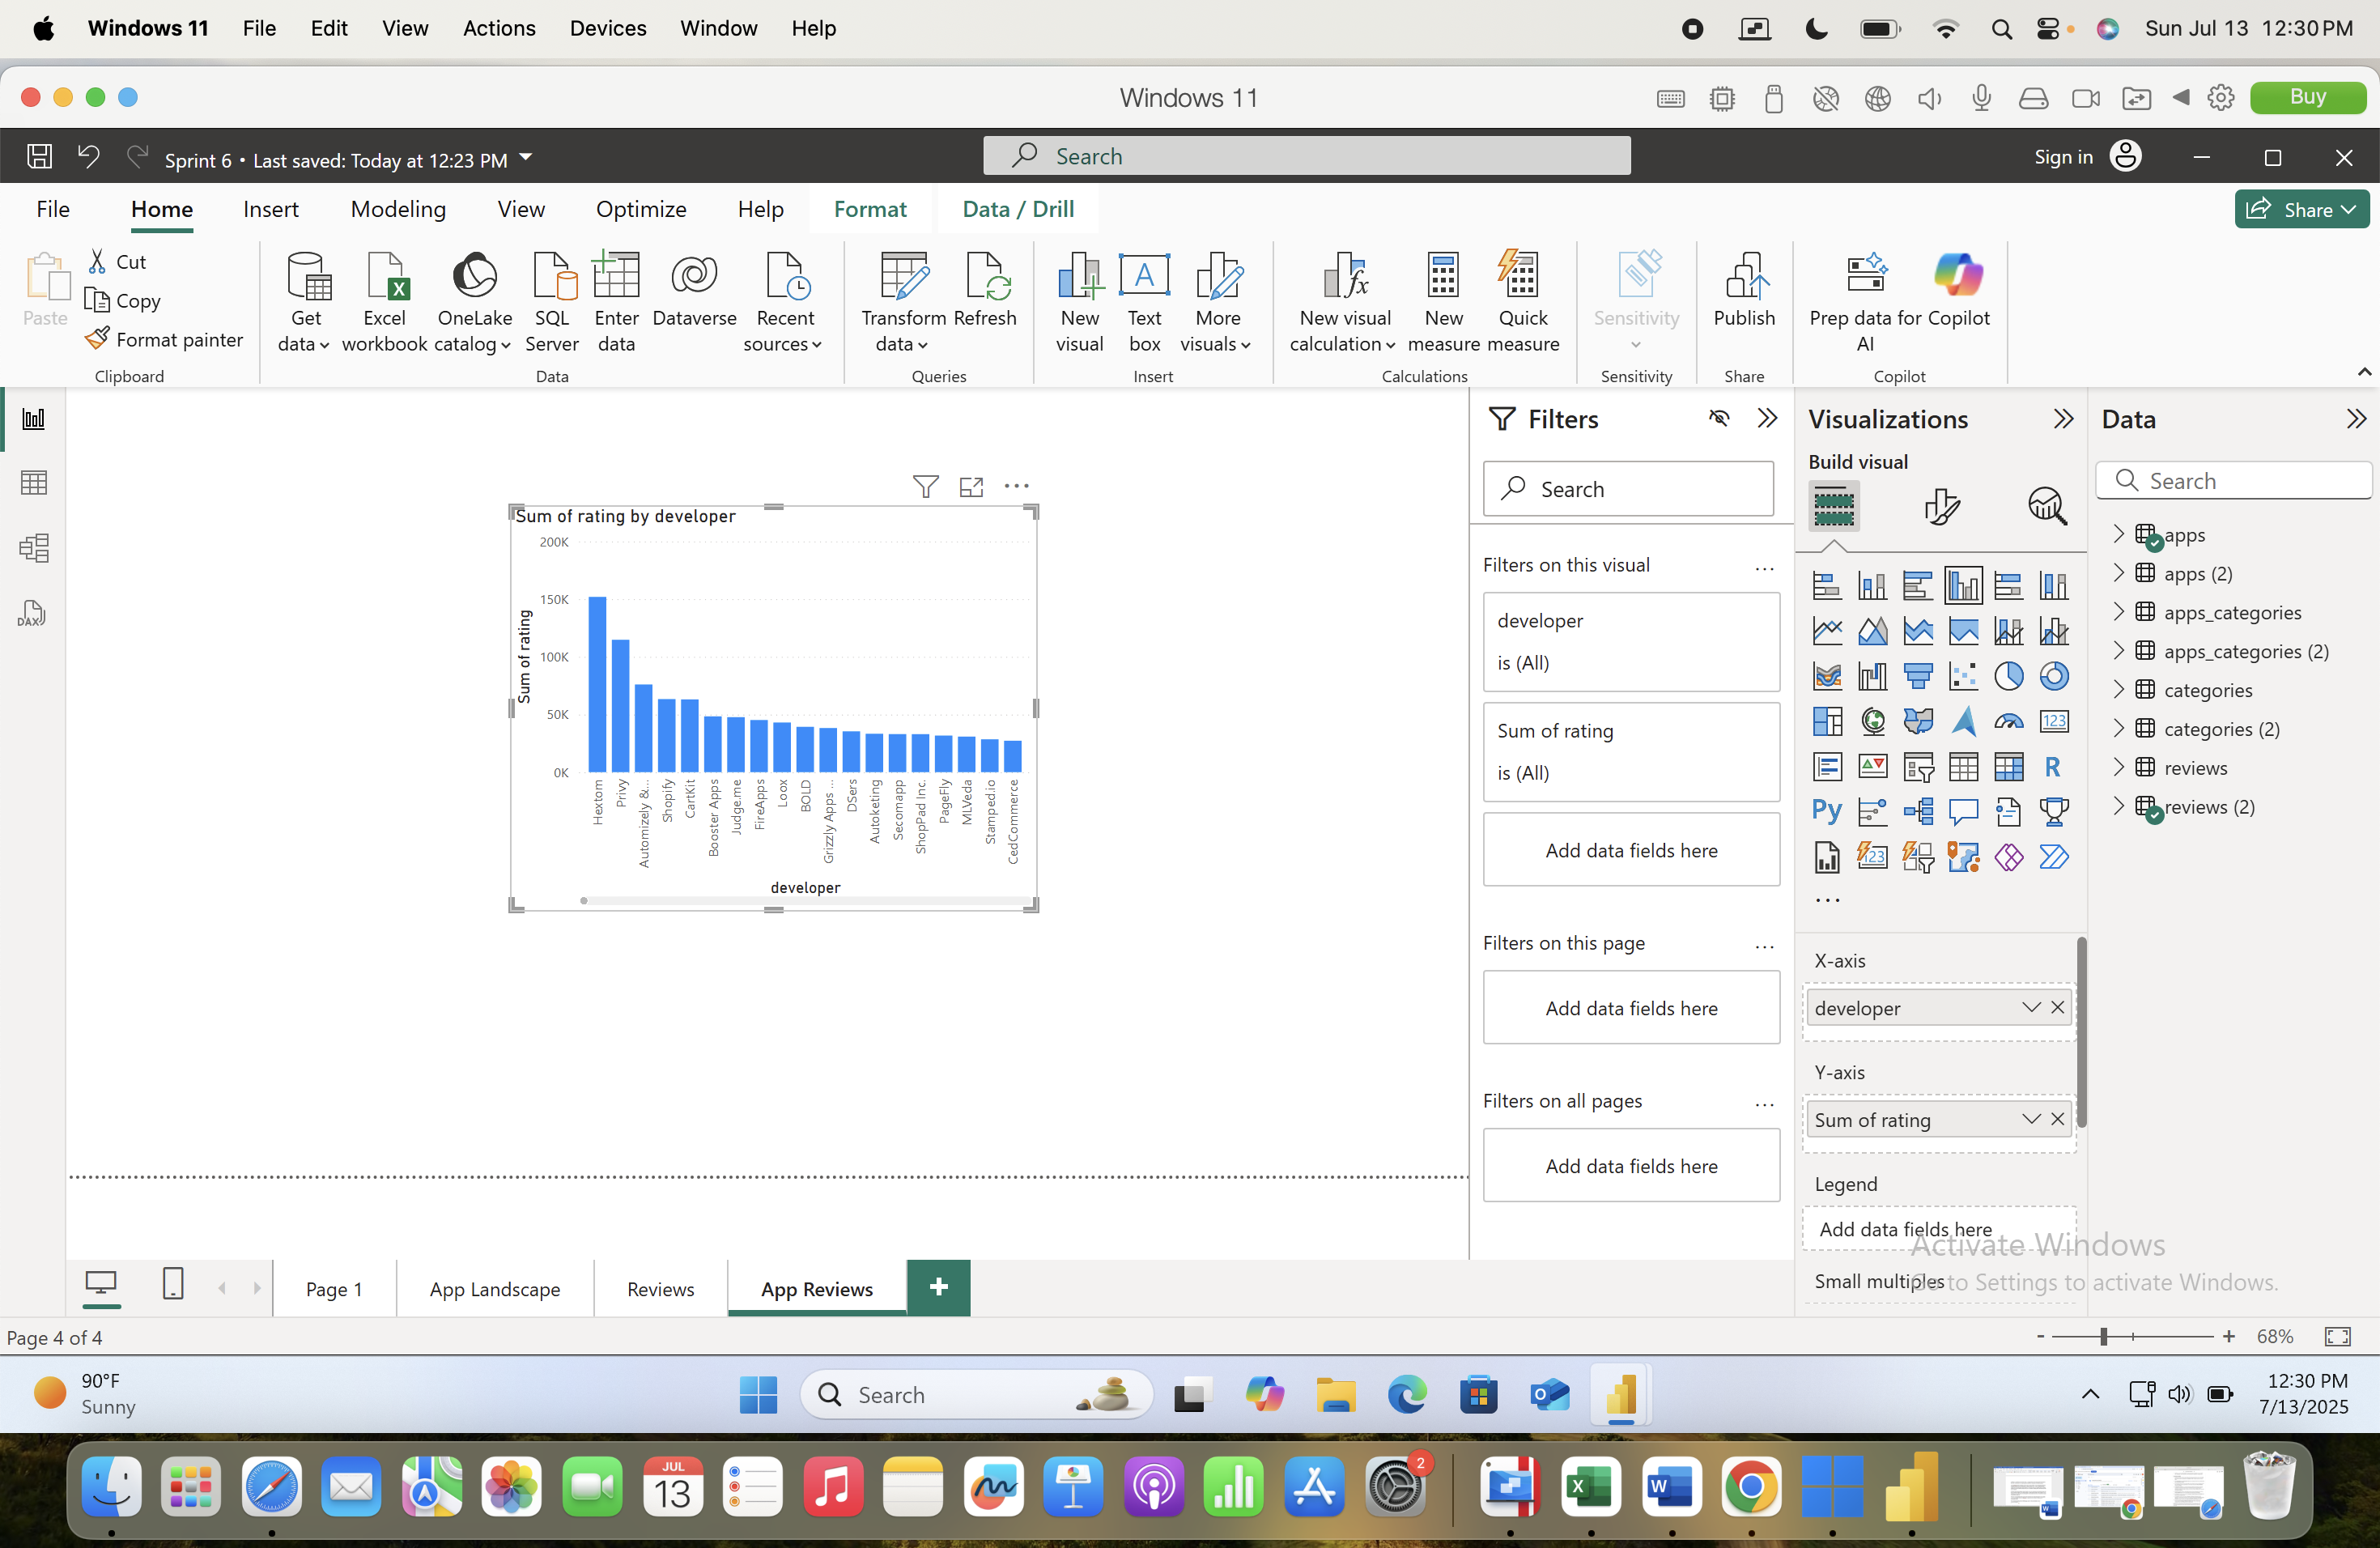 Windows 11 File Edit View Actions Devices Window Help Sun Jul 13 12:30 PM
Windows 11 Buy
Sprint 6 • Last saved: Today at 12:23 PM Search Sign in
File Home Insert Modeling View Optimize Help Format Data / Drill Share
Cut
Copy
Format painter
Paste
Clipboard
Get data
Excel workbook
OneLake catalog
SQL Server
Enter data
Dataverse
Recent sources
Data
Transform data
Refresh
Queries
New visual
Text box
More visuals
Insert
New visual calculation
New measure
Quick measure
Calculations
Sensitivity
Sensitivity
Publish
Share
Prep data for AI
Copilot
Copilot
Sum of rating by developer
200K
150K
100K
50K
0K
Sum of rating
Hextom
Privy
Automizely &...
Shopify
CartKit
Booster Apps
Judge.me
FireApps
Loox
BOLD
Grizzly Apps ...
DSers
Autoketing
Secomapp
ShopPad Inc.
PageFly
MLVeda
Stamped.io
CedCommerce
developer
Filters
Search
Filters on this visual
developer
is (All)
Sum of rating
is (All)
Add data fields here
Filters on this page
Add data fields here
Filters on all pages
Add data fields here
Visualizations
Build visual
123
R
Py
123
X-axis
developer
Y-axis
Sum of rating
Legend
Add data fields here
Small multiples
Data
Search
apps
apps (2)
apps_categories
apps_categories (2)
categories
categories (2)
reviews
reviews (2)
Activate Windows
Go to Settings to activate Windows.
DAX
Page 1 App Landscape Reviews App Reviews +
Page 4 of 4
- + 68%
90°F
Sunny
Search
12:30 PM
7/13/2025
JUL
13
2